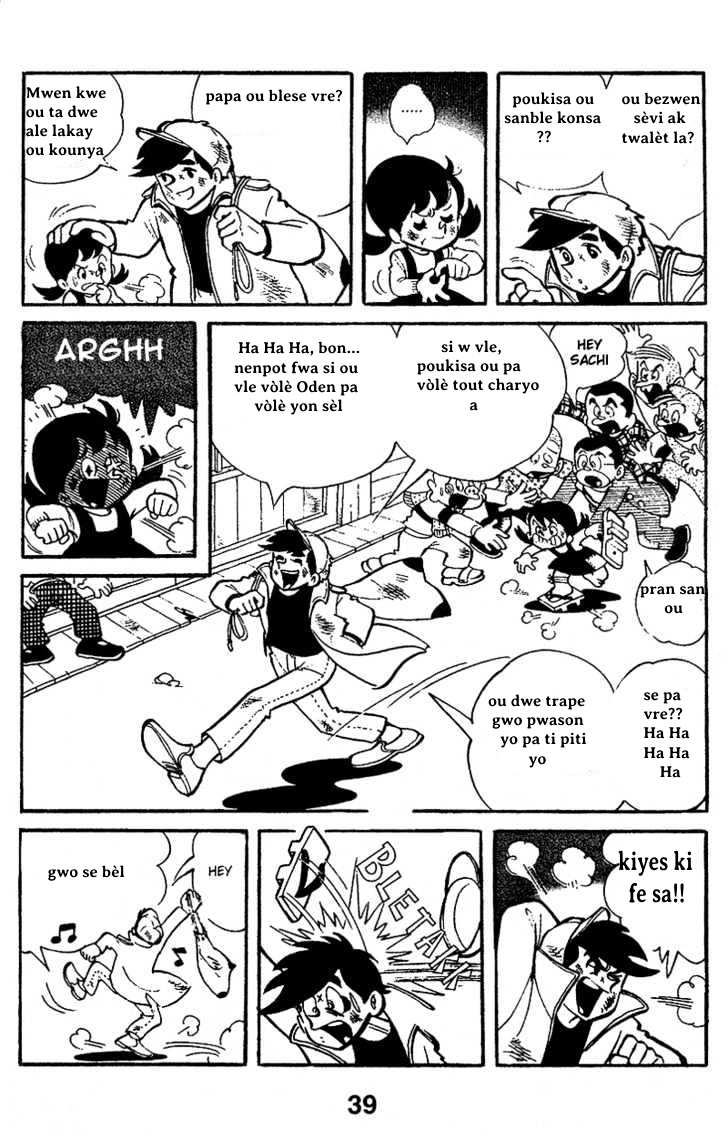 Mwen kwe
ou ta dwe
ale lakay
ou kounya
papa ou blese vre?
.....
poukisa ou
sanble konsa
??
ou bezwen
sèvi ak
twalèt la?
ARGHH
Ha Ha Ha, bon...
nenpot fwa si ou
vle vòlè Oden pa
vòlè yon sèl
si w vle,
poukisa ou pa
vòlè tout charyo
a
HEY
SACHI
pran san
ou
ou dwe trape
gwo pwason
yo pa ti piti
yo
se pa
vre??
Ha Ha
Ha Ha
Ha
gwo se bèl
HEY
kiyes ki
fe sa!!
39